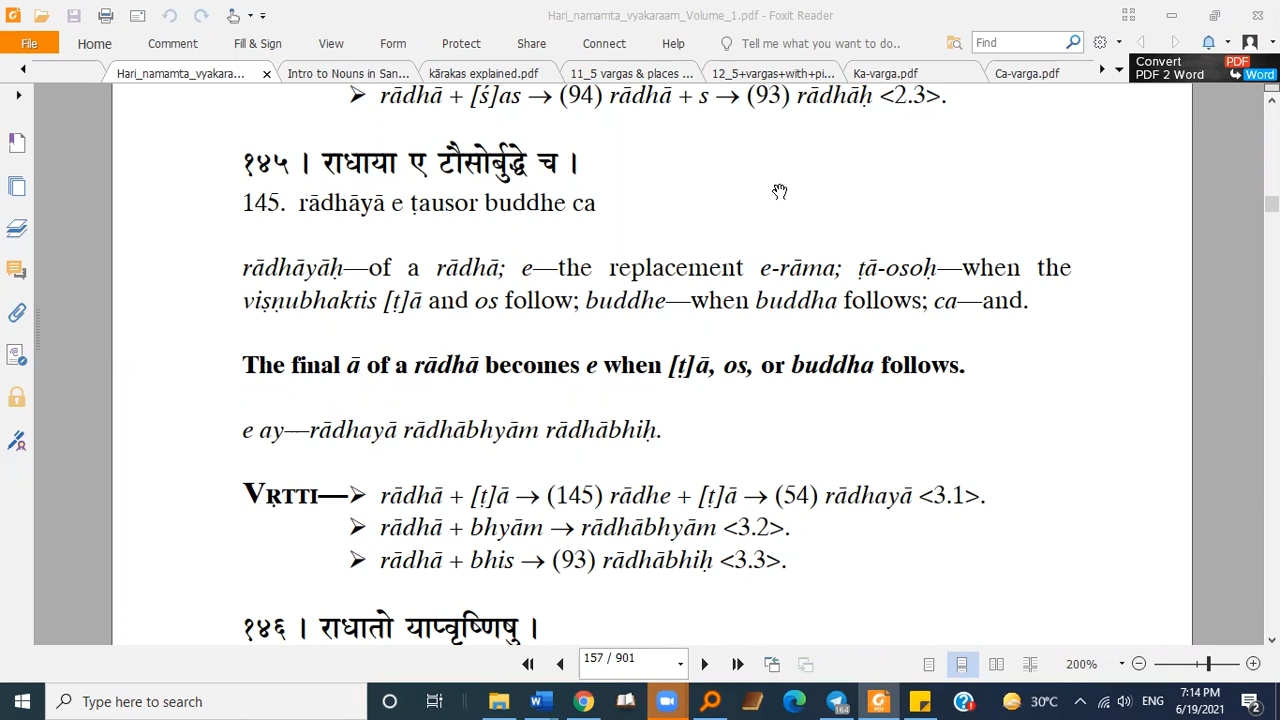 Hari_namamta_vyakaraam_Volume_1.pdf - Foxit Reader
File Home Comment Fill & Sign View Form Protect Share Connect Help Tell me what you want to do.. Find
Convert PDF
PDF 2 Word Word
Hari_namamta_vyakara... Intro to Nouns in San... kārakas explained.pdf 11_5 vargas & places ... 12_5+vargas+with+pi... Ka-varga.pdf Ca-varga.pdf
➢ rādhā + [ś]as → (94) rādhā + s → (93) rādhāḥ <2.3>.
१४५ । राधाया ए टौसोर्बुद्धे च ।
145. rādhāyā e ṭausor buddhe ca
rādhāyāḥ—of a rādhā; e—the replacement e-rāma; ṭā-osoḥ—when the
viṣṇubhaktis [ṭ]ā and os follow; buddhe—when buddha follows; ca—and.
The final ā of a rādhā becomes e when [ṭ]ā, os, or buddha follows.
e ay—rādhayā rādhābhyām rādhābhiḥ.
VṚTTI—➢ rādhā + [ṭ]ā → (145) rādhe + [ṭ]ā → (54) rādhayā <3.1>.
➢ rādhā + bhyām → rādhābhyām <3.2>.
➢ rādhā + bhis → (93) rādhābhiḥ <3.3>.
१४६ । राधातो याप्वृष्णिषु ।
157 / 901 200%
Type here to search 164 30°C ENG 7:14 PM
6/19/2021 2